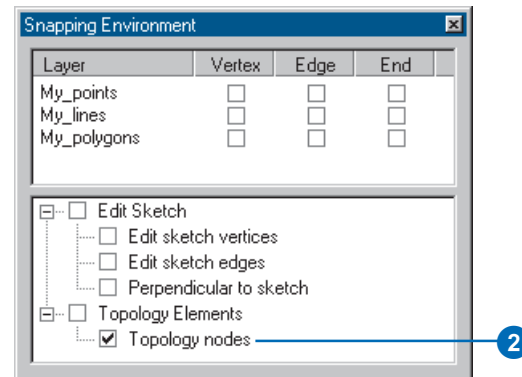 Snapping Environment
Layer Vertex Edge End
My_points
My_lines
My_polygons
Edit Sketch
Edit sketch vertices
Edit sketch edges
Perpendicular to sketch
Topology Elements
Topology nodes 2